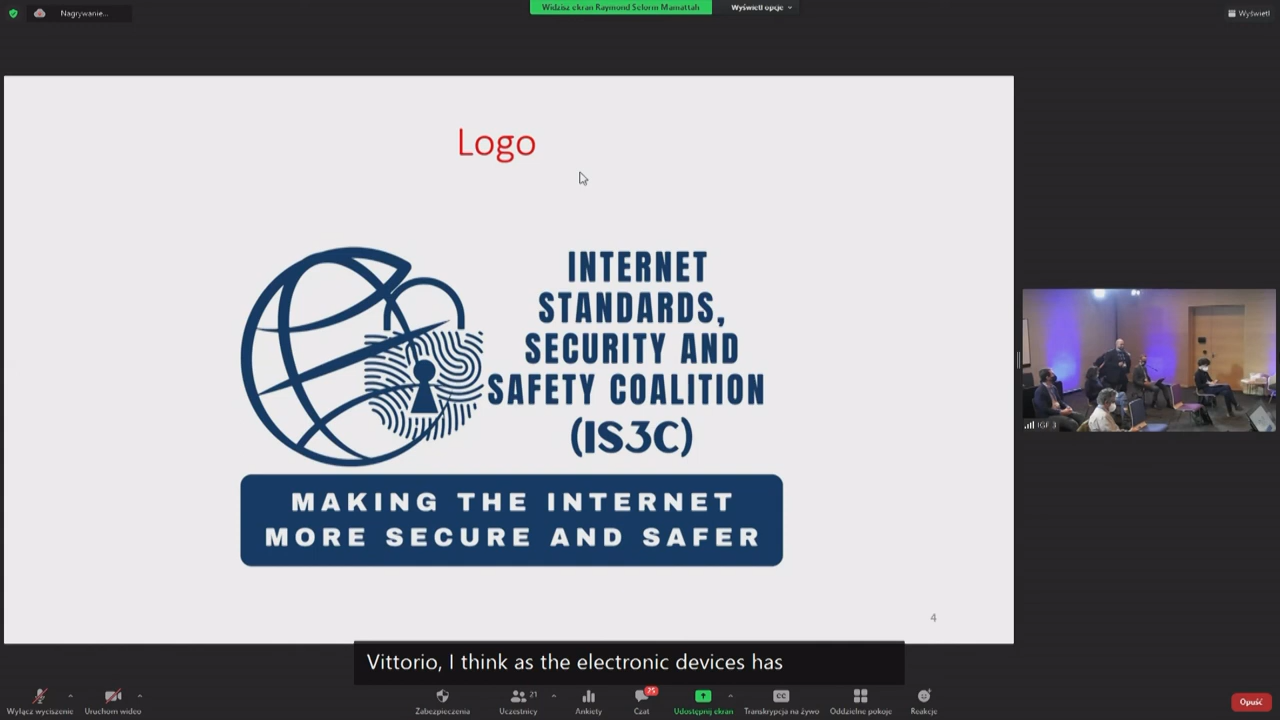 Nagrywanie...
Widzisz ekran Raymond Selorm Mamattah
Wyświetl opcje
Wyświetl
Logo
INTERNET
STANDARDS,
SECURITY AND
SAFETY COALITION
(IS3C)
MAKING THE INTERNET
MORE SECURE AND SAFER
4
IGF 3
Vittorio, I think as the electronic devices has
Wyłącz wyciszenie
Uruchom wideo
Zabezpieczenia
Uczestnicy
21
Ankiety
Czat
25
Udostępnij ekran
CC
Transkrypcja na żywo
Oddzielne pokoje
Reakcje
Opuść